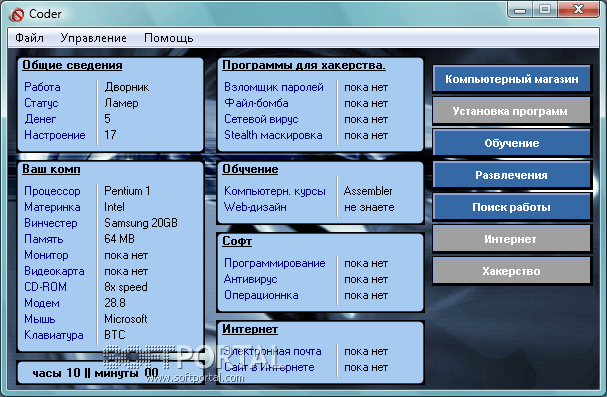 Coder
Файл Управление Помощь
Общие сведения
Работа Дворник
Статус Ламер
Денег 5
Настроение 17
Ваш комп
Процессор Pentium 1
Материнка Intel
Винчестер Samsung 20GB
Память 64 MB
Монитор пока нет
Видеокарта пока нет
CD-ROM 8x speed
Модем 28.8
Мышь Microsoft
Клавиатура BTC
часы 10 || минуты 00
Программы для хакерства.
Взломщик паролей пока нет
Файл-бомба пока нет
Сетевой вирус пока нет
Stealth маскировка пока нет
Обучение
Компьютерн. курсы Assembler
Web-дизайн не знаете
Софт
Программирование пока нет
Антивирус пока нет
Операционнка пока нет
Интернет
Электронная почта пока нет
Сайт в Интернете пока нет
Компьютерный магазин
Установка программ
Обучение
Развлечения
Поиск работы
Интернет
Хакерство
SOFTPORTAL
www.softportal.com